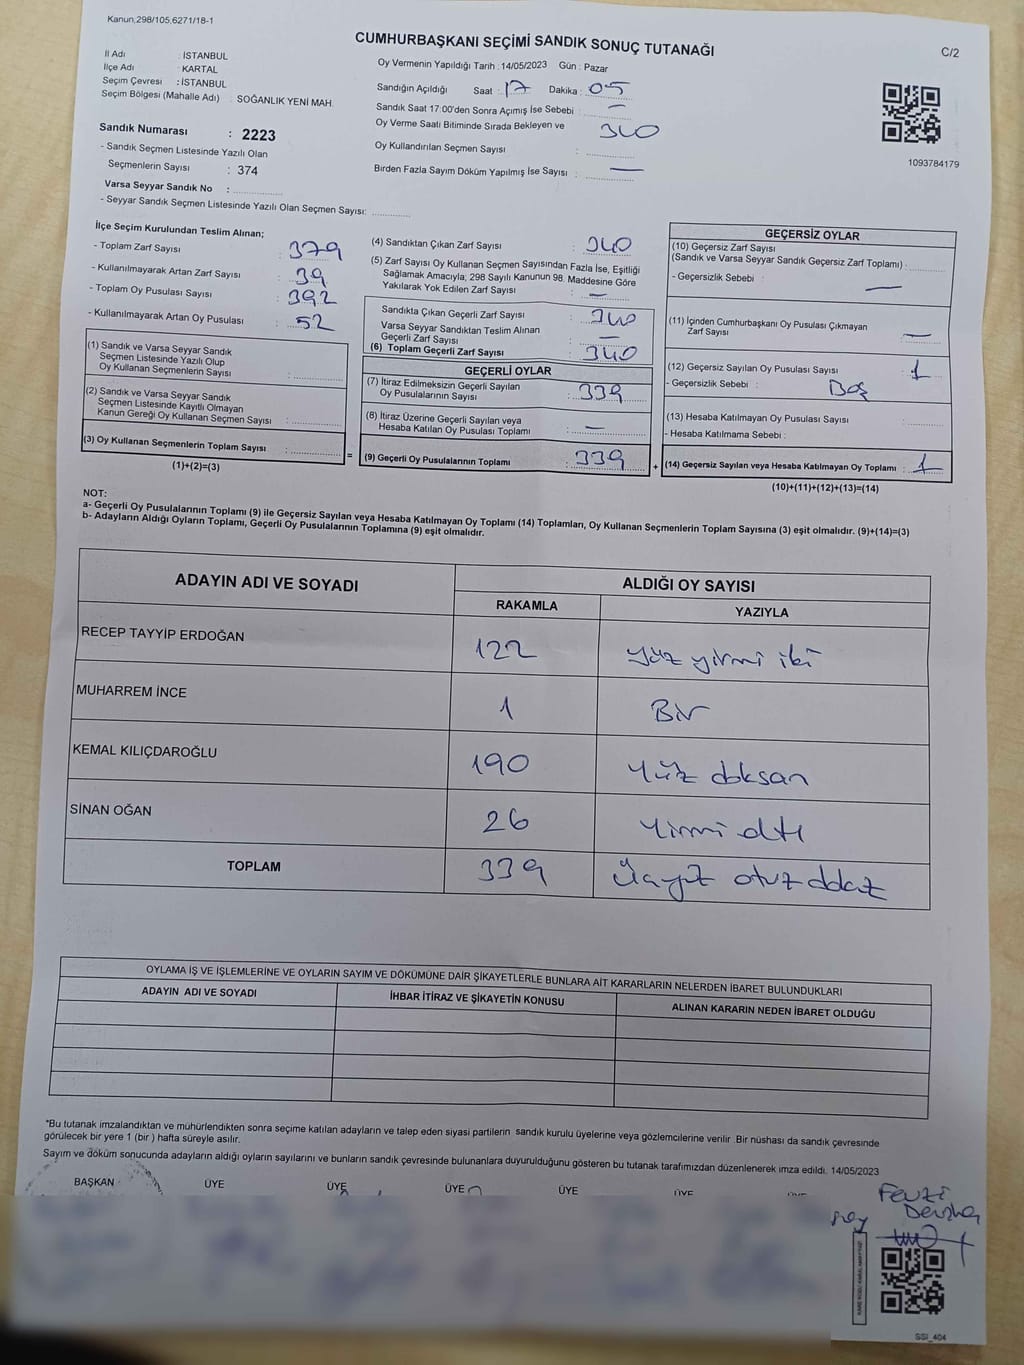 Kanun,298/105,6271/18-1
CUMHURBAŞKANI SEÇİMİ SANDIK SONUÇ TUTANAĞI
C/2
İl Adı : İSTANBUL
İlçe Adı : KARTAL
Seçim Çevresi : İSTANBUL
Seçim Bölgesi (Mahalle Adı) : SOĞANLIK YENİ MAH.
Sandık Numarası : 2223
- Sandık Seçmen Listesinde Yazılı Olan
Seçmenlerin Sayısı : 374
Varsa Seyyar Sandık No :
- Seyyar Sandık Seçmen Listesinde Yazılı Olan Seçmen Sayısı:
Oy Vermenin Yapıldığı Tarih : 14/05/2023 Gün : Pazar
Sandığın Açıldığı Saat : 17 Dakika : 05
Sandık Saat 17:00'den Sonra Açımış İse Sebebi : —
Oy Verme Saati Bitiminde Sırada Bekleyen ve 340
Oy Kullandırılan Seçmen Sayısı :
Birden Fazla Sayım Döküm Yapılmış İse Sayısı : —
1093784179
İlçe Seçim Kurulundan Teslim Alınan;
- Toplam Zarf Sayısı : 379
- Kullanılmayarak Artan Zarf Sayısı : 39
- Toplam Oy Pusulası Sayısı : 392
- Kullanılmayarak Artan Oy Pusulası : 52
(1) Sandık ve Varsa Seyyar Sandık
Seçmen Listesinde Yazılı Olup
Oy Kullanan Seçmenlerin Sayısı :
(2) Sandık ve Varsa Seyyar Sandık
Seçmen Listesinde Kayıtlı Olmayan
Kanun Gereği Oy Kullanan Seçmen Sayısı :
(3) Oy Kullanan Seçmenlerin Toplam Sayısı :
(1)+(2)=(3)
(4) Sandıktan Çıkan Zarf Sayısı : 340
(5) Zarf Sayısı Oy Kullanan Seçmen Sayısından Fazla İse, Eşitliği
Sağlamak Amacıyla; 298 Sayılı Kanunun 98. Maddesine Göre
Yakılarak Yok Edilen Zarf Sayısı : —
Sandıkta Çıkan Geçerli Zarf Sayısı : 340
Varsa Seyyar Sandıktan Teslim Alınan
Geçerli Zarf Sayısı : —
(6) Toplam Geçerli Zarf Sayısı : 340
GEÇERLİ OYLAR
(7) İtiraz Edilmeksizin Geçerli Sayılan
Oy Pusulalarının Sayısı : 339
(8) İtiraz Üzerine Geçerli Sayılan veya
Hesaba Katılan Oy Pusulası Toplamı : —
= (9) Geçerli Oy Pusulalarının Toplamı : 339 +
GEÇERSİZ OYLAR
(10) Geçersiz Zarf Sayısı
(Sandık ve Varsa Seyyar Sandık Geçersiz Zarf Toplamı) :
- Geçersizlik Sebebi : —
(11) İçinden Cumhurbaşkanı Oy Pusulası Çıkmayan
Zarf Sayısı : —
(12) Geçersiz Sayılan Oy Pusulası Sayısı : 1
- Geçersizlik Sebebi : Boş
(13) Hesaba Katılmayan Oy Pusulası Sayısı :
- Hesaba Katılmama Sebebi :
(14) Geçersiz Sayılan veya Hesaba Katılmayan Oy Toplamı : 1
(10)+(11)+(12)+(13)=(14)
NOT:
a- Geçerli Oy Pusulalarının Toplamı (9) ile Geçersiz Sayılan veya Hesaba Katılmayan Oy Toplamı (14) Toplamları, Oy Kullanan Seçmenlerin Toplam Sayısına (3) eşit olmalıdır. (9)+(14)=(3)
b- Adayların Aldığı Oyların Toplamı, Geçerli Oy Pusulalarının Toplamına (9) eşit olmalıdır.
ADAYIN ADI VE SOYADI ALDIĞI OY SAYISI
RAKAMLA YAZIYLA
RECEP TAYYİP ERDOĞAN 122 yüz yirmi iki
MUHARREM İNCE 1 Bir
KEMAL KILIÇDAROĞLU 190 Yüz doksan
SİNAN OĞAN 26 Yirmi altı
TOPLAM 339 Üçyüz otuz dokuz
OYLAMA İŞ VE İŞLEMLERİNE VE OYLARIN SAYIM VE DÖKÜMÜNE DAİR ŞİKAYETLERLE BUNLARA AİT KARARLARIN NELERDEN İBARET BULUNDUKLARI
ADAYIN ADI VE SOYADI İHBAR İTİRAZ VE ŞİKAYETİN KONUSU ALINAN KARARIN NEDEN İBARET OLDUĞU
*Bu tutanak imzalandıktan ve mühürlendikten sonra seçime katılan adayların ve talep eden siyasi partilerin sandık kurulu üyelerine veya gözlemcilerine verilir Bir nüshası da sandık çevresinde
görülecek bir yere 1 (bir) hafta süreyle asılır.
Sayım ve döküm sonucunda adayların aldığı oyların sayılarını ve bunların sandık çevresinde bulunanlara duyurulduğunu gösteren bu tutanak tarafımızdan düzenlenerek imza edildi. 14/05/2023
BAŞKAN ÜYE ÜYE ÜYE ÜYE ÜYE ÜYE
Fevzi
SSİ_404